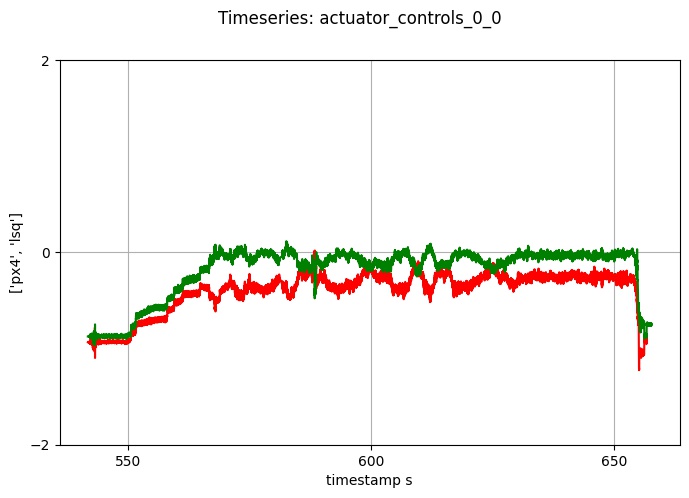 Timeseries: actuator_controls_0_0
['px4', 'lsq']
2
0
−2
550
600
650
timestamp s